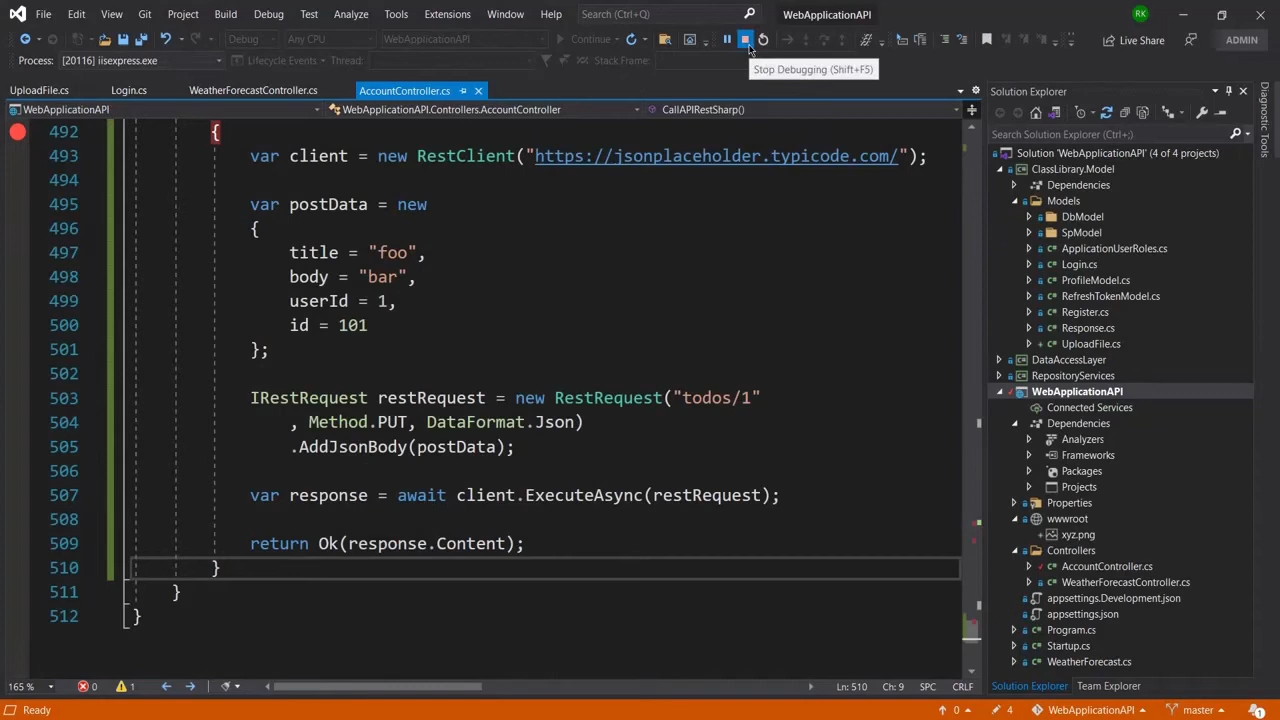 File Edit View Git Project Build Debug Test Analyze Tools Extensions Window Help Search (Ctrl+Q) WebApplicationAPI RK
Debug Any CPU WebApplicationAPI Continue Live Share ADMIN
Process: [20116] iisexpress.exe Lifecycle Events Thread: Stack Frame:
Stop Debugging (Shift+F5)
UploadFile.cs Login.cs WeatherForecastController.cs AccountController.cs
WebApplicationAPI WebApplicationAPI.Controllers.AccountController CallAPIRestSharp()
492 {
493 var client = new RestClient("https://jsonplaceholder.typicode.com/");
494
495 var postData = new
496 {
497 title = "foo",
498 body = "bar",
499 userId = 1,
500 id = 101
501 };
502
503 IRestRequest restRequest = new RestRequest("todos/1"
504 , Method.PUT, DataFormat.Json)
505 .AddJsonBody(postData);
506
507 var response = await client.ExecuteAsync(restRequest);
508
509 return Ok(response.Content);
510 }
511 }
512 }
165 % 0 1 Ln: 510 Ch: 9 SPC CRLF
Solution Explorer
Search Solution Explorer (Ctrl+;)
Solution 'WebApplicationAPI' (4 of 4 projects)
ClassLibrary.Model
Dependencies
Models
DbModel
SpModel
ApplicationUserRoles.cs
Login.cs
ProfileModel.cs
RefreshTokenModel.cs
Register.cs
Response.cs
UploadFile.cs
DataAccessLayer
RepositoryServices
WebApplicationAPI
Connected Services
Dependencies
Analyzers
Frameworks
Packages
Projects
Properties
wwwroot
xyz.png
Controllers
AccountController.cs
WeatherForecastController.cs
appsettings.Development.json
appsettings.json
Program.cs
Startup.cs
WeatherForecast.cs
Solution Explorer Team Explorer
Diagnostic Tools
Ready 0 4 WebApplicationAPI master 1